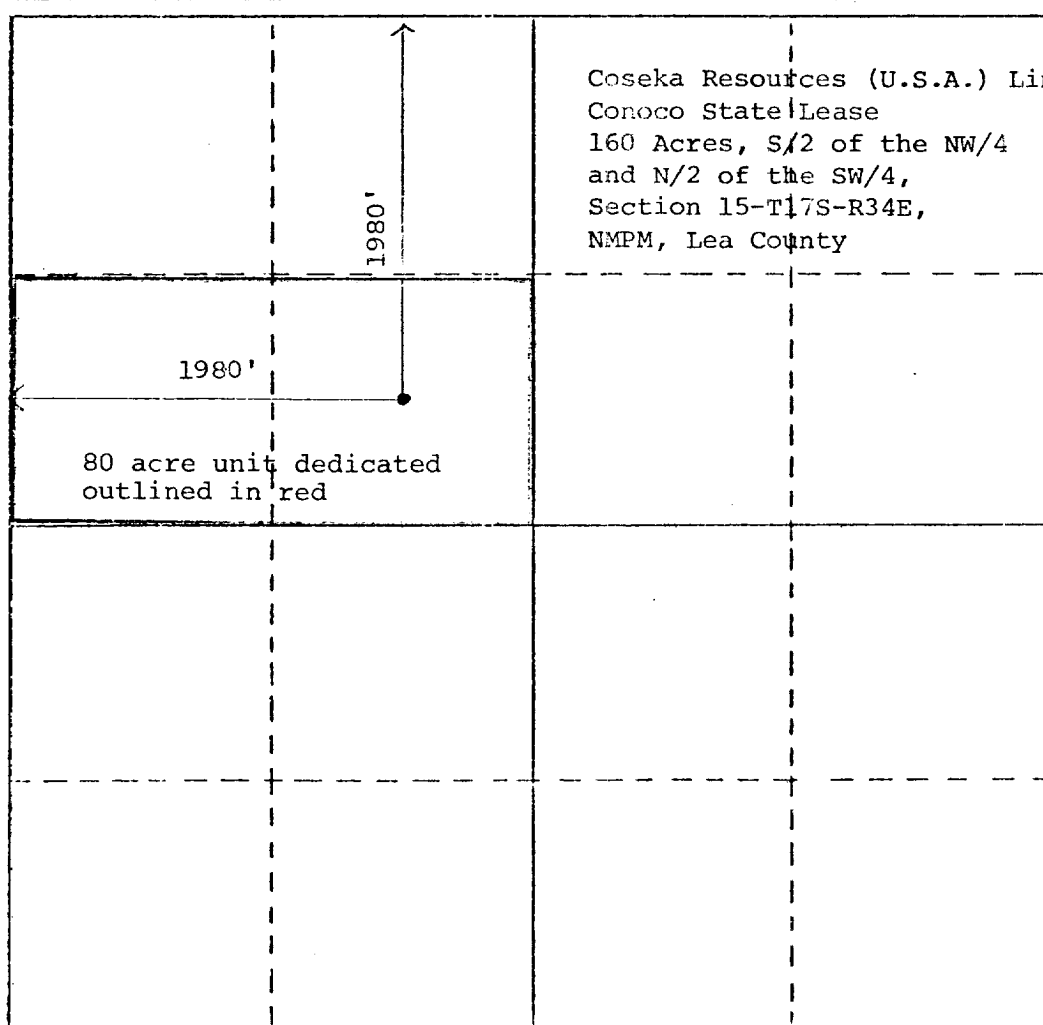 Coseka Resources (U.S.A.) Lim
Conoco State Lease
160 Acres, S/2 of the NW/4
and N/2 of the SW/4,
Section 15-T17S-R34E,
NMPM, Lea County
1980'
1980'
80 acre unit dedicated
outlined in red